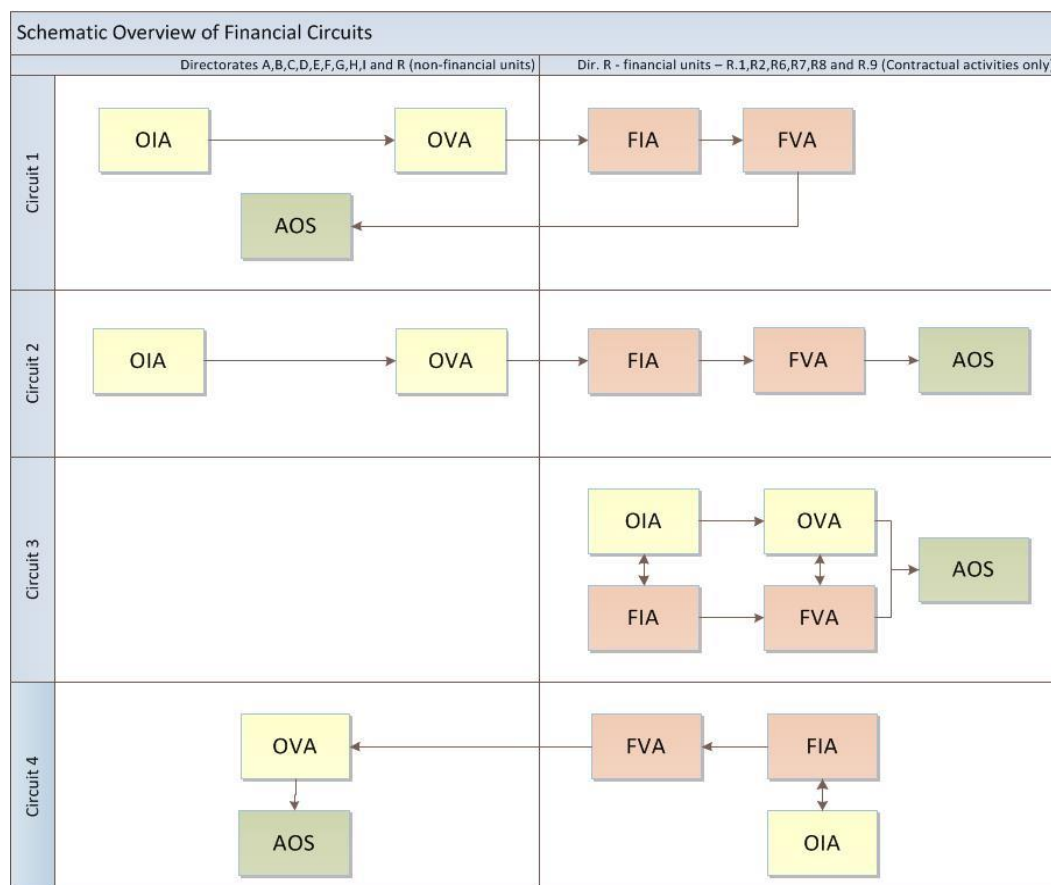 Schematic Overview of Financial Circuits
Directorates A,B,C,D,E,F,G,H,I and R (non-financial units)
Dir. R - financial units – R.1,R2,R6,R7,R8 and R.9 (Contractual activities only)
Circuit 1
OIA
OVA
FIA
FVA
AOS
Circuit 2
OIA
OVA
FIA
FVA
AOS
Circuit 3
OIA
OVA
AOS
FIA
FVA
Circuit 4
OVA
FVA
FIA
AOS
OIA